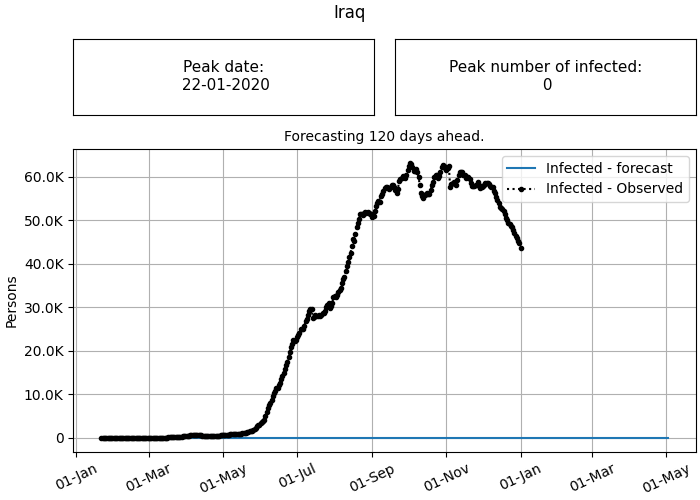 Iraq
Peak date:
22-01-2020
Peak number of infected:
0
Forecasting 120 days ahead.
Infected - forecast
Infected - Observed
Persons
60.0K
50.0K
40.0K
30.0K
20.0K
10.0K
0
01-Jan
01-Mar
01-May
01-Jul
01-Sep
01-Nov
01-Jan
01-Mar
01-May